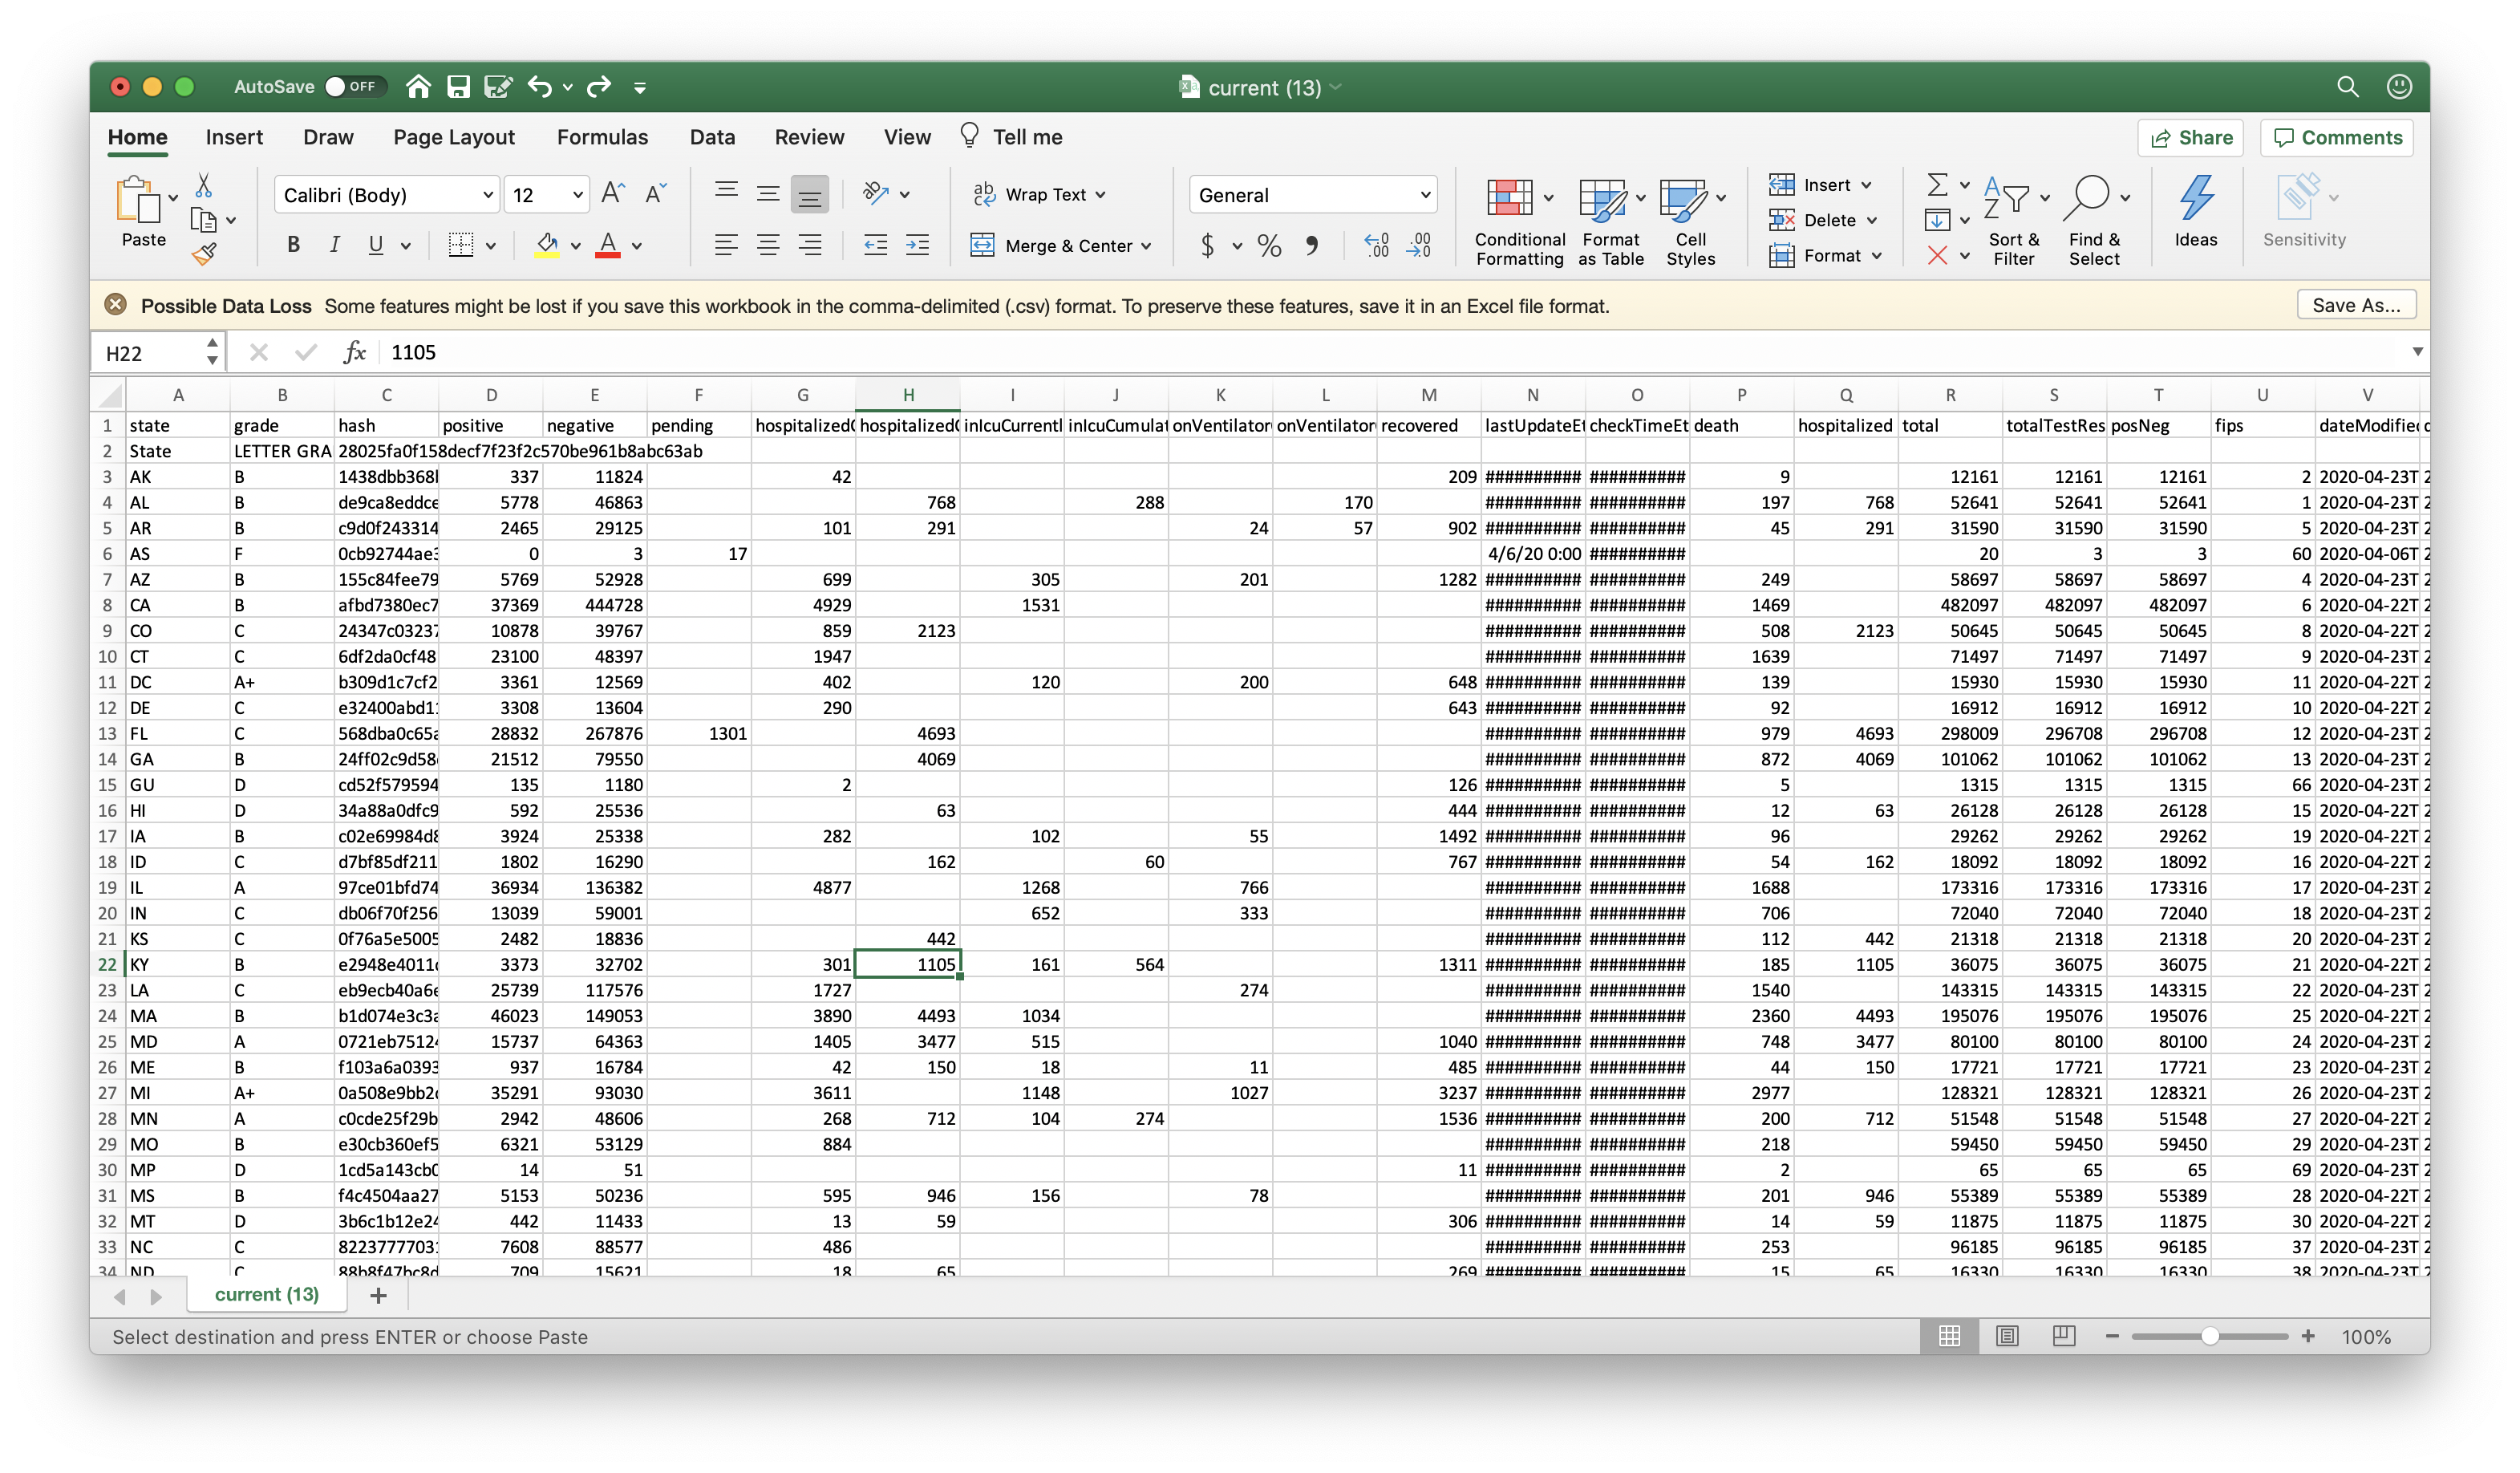 AutoSave OFF current (13)
Home Insert Draw Page Layout Formulas Data Review View Tell me Share Comments
Paste Calibri (Body) 12 Wrap Text General Insert
B I U Merge & Center $ % Conditional Formatting Format as Table Cell Styles Delete Format Sort & Filter Find & Select Ideas Sensitivity
Possible Data Loss Some features might be lost if you save this workbook in the comma-delimited (.csv) format. To preserve these features, save it in an Excel file format. Save As...
H22 fx 1105
A B C D E F G H I J K L M N O P Q R S T U V
1 state grade hash positive negative pending hospitalized hospitalized inIcuCurrentl inIcuCumulat onVentilator onVentilator recovered lastUpdateEt checkTimeEt death hospitalized total totalTestRes posNeg fips dateModified
2 State LETTER GRA 28025fa0f158decf7f23f2c570be961b8abc63ab
3 AK B 1438dbb368 337 11824 42 209 ########## ########## 9 12161 12161 12161 2 2020-04-23T
4 AL B de9ca8eddce 5778 46863 768 288 170 ########## ########## 197 768 52641 52641 52641 1 2020-04-23T
5 AR B c9d0f243314 2465 29125 101 291 24 57 902 ########## ########## 45 291 31590 31590 31590 5 2020-04-23T
6 AS F 0cb92744ae 0 3 17 4/6/20 0:00 ########## 20 3 3 60 2020-04-06T
7 AZ B 155c84fee79 5769 52928 699 305 201 1282 ########## ########## 249 58697 58697 58697 4 2020-04-23T
8 CA B afbd7380ec7 37369 444728 4929 1531 ########## ########## 1469 482097 482097 482097 6 2020-04-22T
9 CO C 24347c03237 10878 39767 859 2123 ########## ########## 508 2123 50645 50645 50645 8 2020-04-22T
10 CT C 6df2da0cf48 23100 48397 1947 ########## ########## 1639 71497 71497 71497 9 2020-04-23T
11 DC A+ b309d1c7cf2 3361 12569 402 120 200 648 ########## ########## 139 15930 15930 15930 11 2020-04-22T
12 DE C e32400abd1 3308 13604 290 643 ########## ########## 92 16912 16912 16912 10 2020-04-22T
13 FL C 568dba0c65 28832 267876 1301 4693 ########## ########## 979 4693 298009 296708 296708 12 2020-04-23T
14 GA B 24ff02c9d58 21512 79550 4069 ########## ########## 872 4069 101062 101062 101062 13 2020-04-23T
15 GU D cd52f579594 135 1180 2 126 ########## ########## 5 1315 1315 1315 66 2020-04-23T
16 HI D 34a88a0dfc9 592 25536 63 444 ########## ########## 12 63 26128 26128 26128 15 2020-04-22T
17 IA B c02e69984d8 3924 25338 282 102 55 1492 ########## ########## 96 29262 29262 29262 19 2020-04-22T
18 ID C d7bf85df211 1802 16290 162 60 767 ########## ########## 54 162 18092 18092 18092 16 2020-04-22T
19 IL A 97ce01bfd74 36934 136382 4877 1268 766 ########## ########## 1688 173316 173316 173316 17 2020-04-23T
20 IN C db06f70f256 13039 59001 652 333 ########## ########## 706 72040 72040 72040 18 2020-04-23T
21 KS C 0f76a5e5005 2482 18836 442 ########## ########## 112 442 21318 21318 21318 20 2020-04-23T
22 KY B e2948e4011 3373 32702 301 1105 161 564 1311 ########## ########## 185 1105 36075 36075 36075 21 2020-04-22T
23 LA C eb9ecb40a6 25739 117576 1727 274 ########## ########## 1540 143315 143315 143315 22 2020-04-23T
24 MA B b1d074e3c3 46023 149053 3890 4493 1034 ########## ########## 2360 4493 195076 195076 195076 25 2020-04-22T
25 MD A 0721eb7512 15737 64363 1405 3477 515 1040 ########## ########## 748 3477 80100 80100 80100 24 2020-04-23T
26 ME B f103a6a0393 937 16784 42 150 18 11 485 ########## ########## 44 150 17721 17721 17721 23 2020-04-23T
27 MI A+ 0a508e9bb2 35291 93030 3611 1148 1027 3237 ########## ########## 2977 128321 128321 128321 26 2020-04-23T
28 MN A c0cde25f29b 2942 48606 268 712 104 274 1536 ########## ########## 200 712 51548 51548 51548 27 2020-04-22T
29 MO B e30cb360ef5 6321 53129 884 ########## ########## 218 59450 59450 59450 29 2020-04-23T
30 MP D 1cd5a143cb0 14 51 11 ########## ########## 2 65 65 65 69 2020-04-23T
31 MS B f4c4504aa27 5153 50236 595 946 156 78 ########## ########## 201 946 55389 55389 55389 28 2020-04-22T
32 MT D 3b6c1b12e24 442 11433 13 59 306 ########## ########## 14 59 11875 11875 11875 30 2020-04-22T
33 NC C 8223777703 7608 88577 486 ########## ########## 253 96185 96185 96185 37 2020-04-23T
34 ND C 88b8f47bc8d 709 15621 18 65 269 ########## ########## 15 65 16330 16330 16330 38 2020-04-23T
current (13)
Select destination and press ENTER or choose Paste 100%